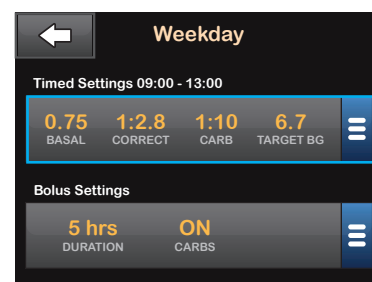 Weekday
Timed Settings 09:00 - 13:00
0.75 1:2.8 1:10 6.7
BASAL CORRECT CARB TARGET BG
Bolus Settings
5 hrs ON
DURATION CARBS